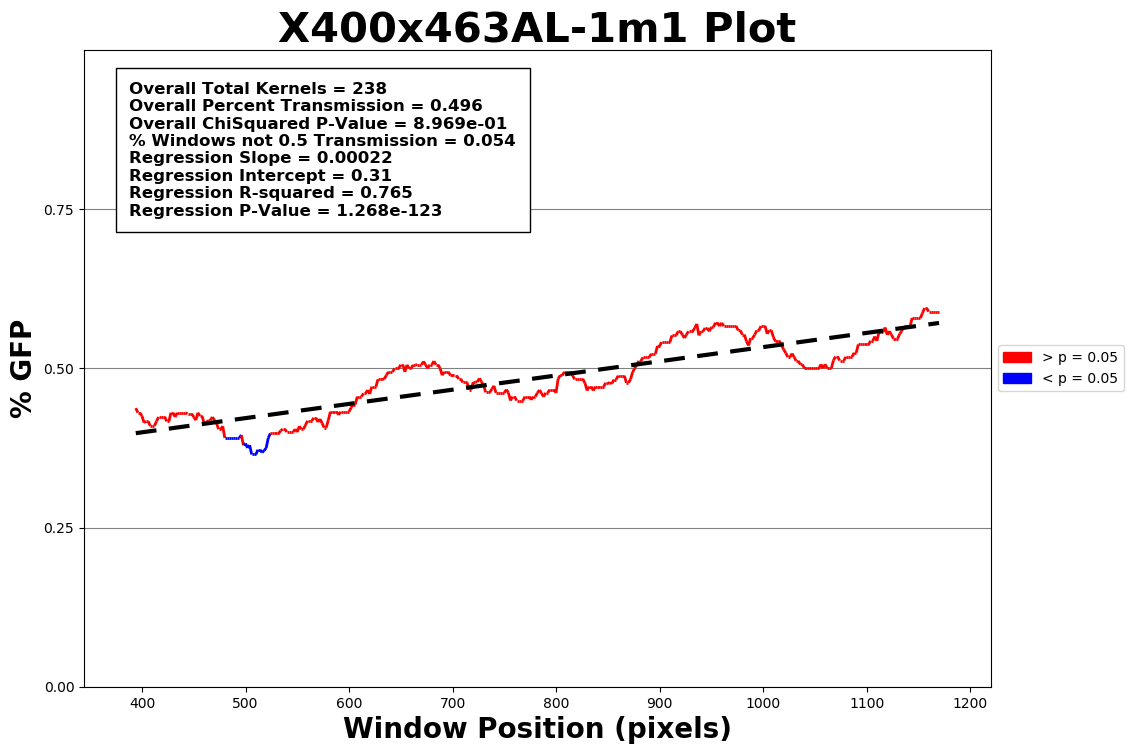 X400x463AL-1m1 Plot
Overall Total Kernels = 238
Overall Percent Transmission = 0.496
Overall ChiSquared P-Value = 8.969e-01
% Windows not 0.5 Transmission = 0.054
Regression Slope = 0.00022
Regression Intercept = 0.31
Regression R-squared = 0.765
Regression P-Value = 1.268e-123
% GFP
0.75
0.50
0.25
0.00
> p = 0.05
< p = 0.05
400 500 600 700 800 900 1000 1100 1200
Window Position (pixels)